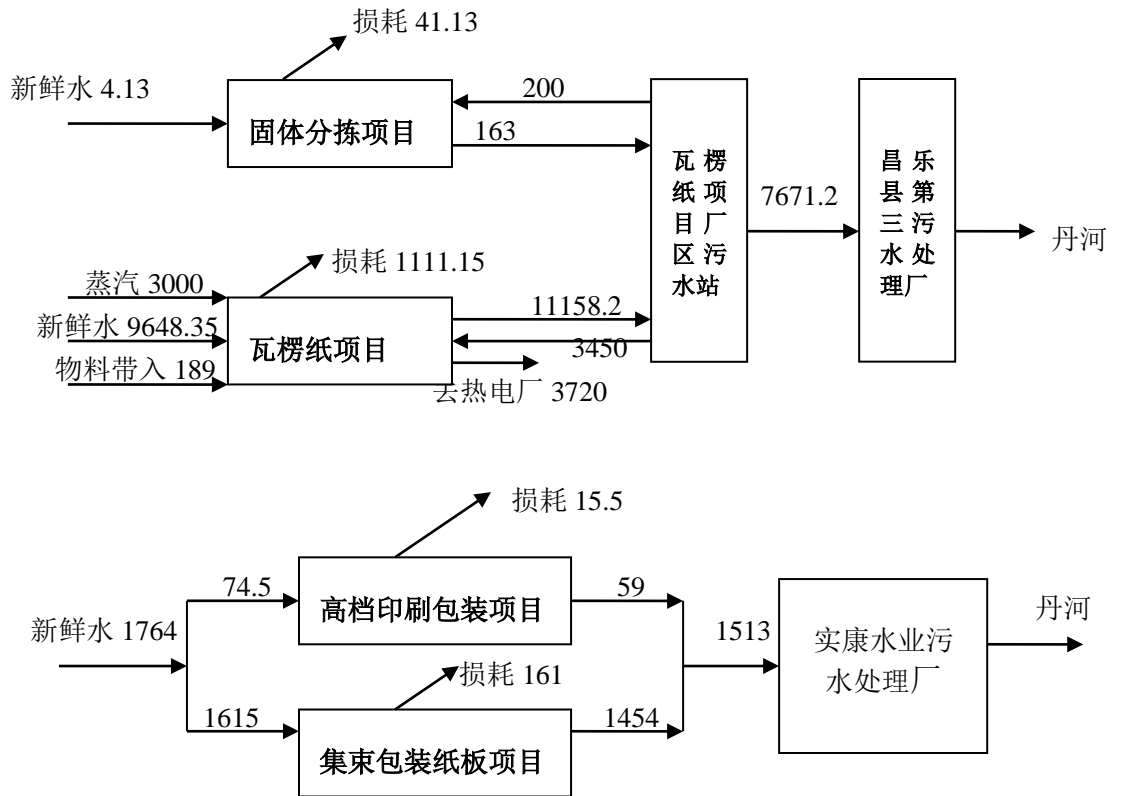 损耗 41.13
新鲜水 4.13
200
固体分拣项目
163
瓦楞
纸项
目厂
区污
水站
7671.2
昌乐
县第
三污
水处
理厂
丹河
损耗 1111.15
蒸汽 3000
11158.2
新鲜水 9648.35
瓦楞纸项目
3450
物料带入 189
去热电厂 3720
损耗 15.5
74.5
高档印刷包装项目
59
新鲜水 1764
1513
实康水业污
水处理厂
丹河
损耗 161
1615
1454
集束包装纸板项目